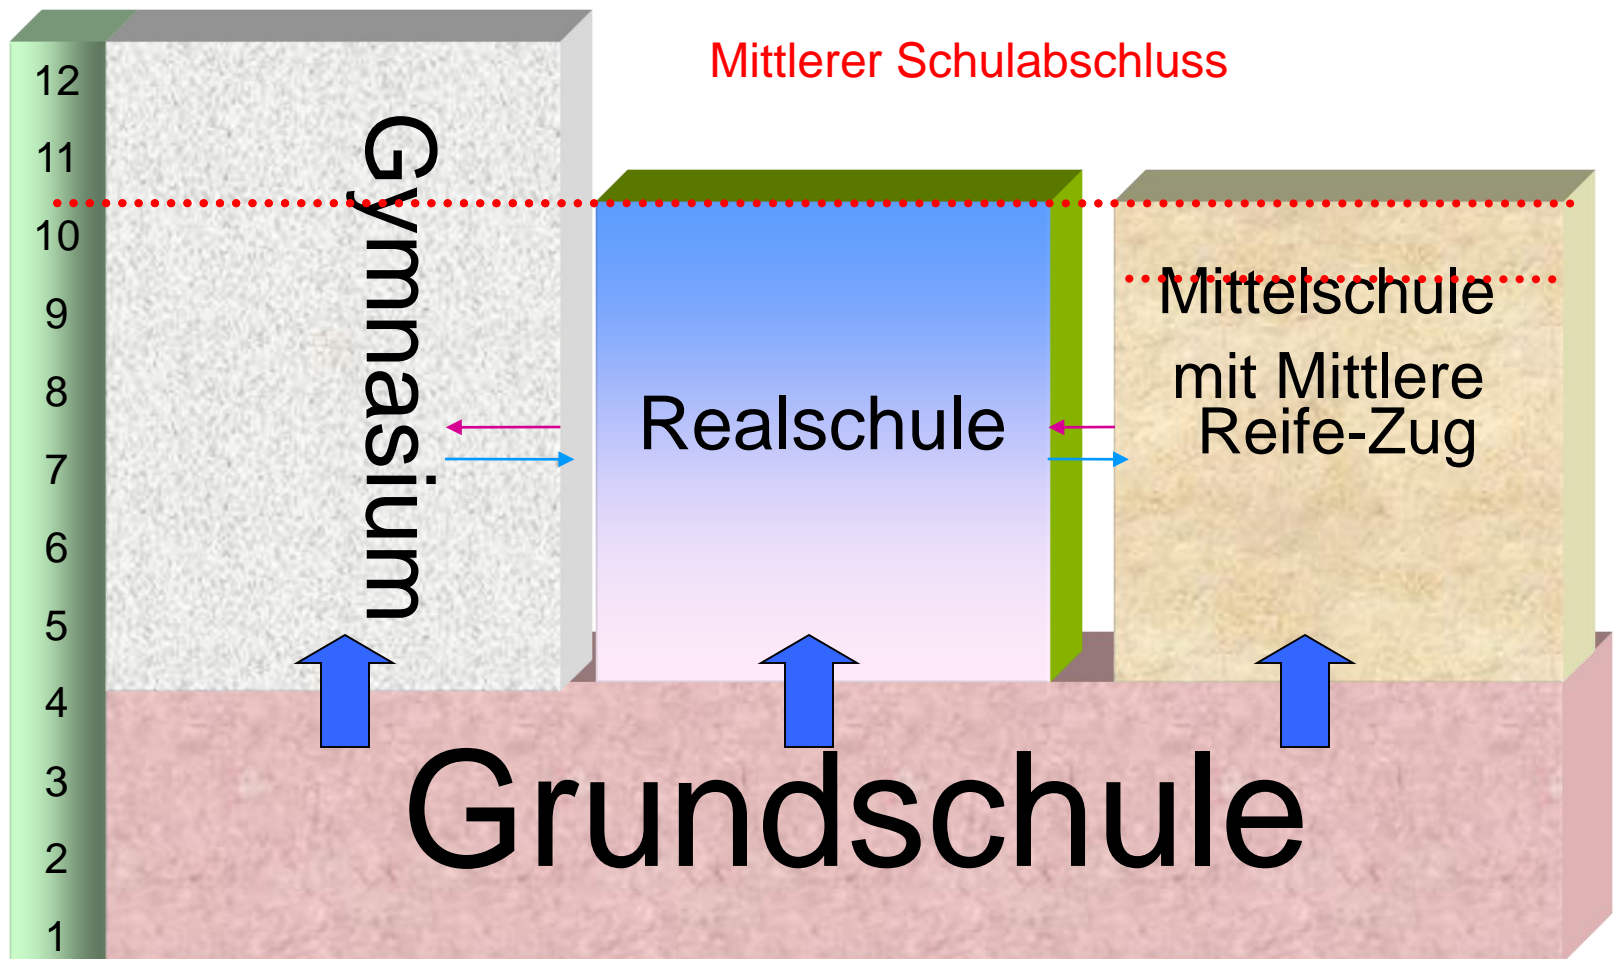 Mittlerer Schulabschluss
12
11
10
9
8
7
6
5
4
3
2
1
Gymnasium
Realschule
Mittelschule
mit Mittlere
Reife-Zug
Grundschule